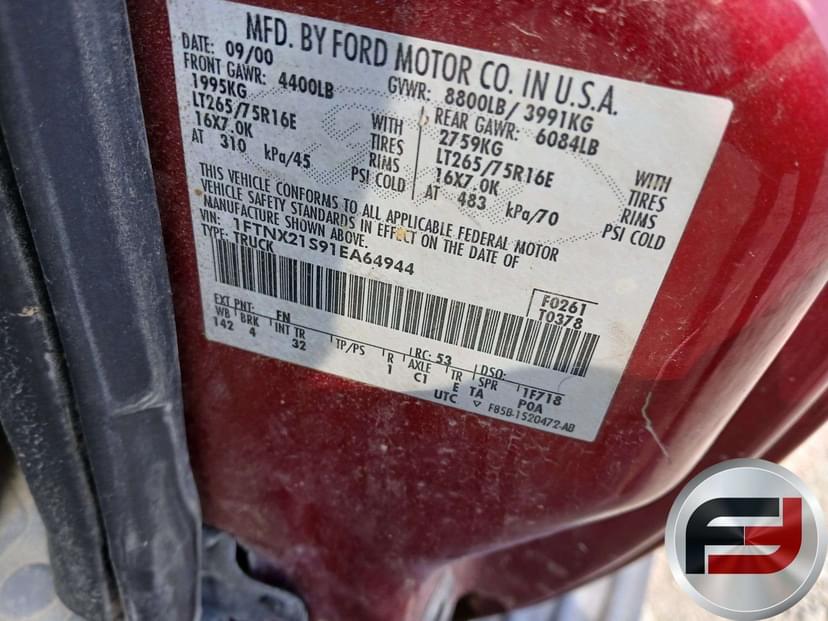 MFD. BY FORD MOTOR CO. IN U.S.A.
DATE: 09/00 GVWR: 8800LB/ 3991KG
FRONT GAWR: 4400LB REAR GAWR: 6084LB
1995KG WITH 2759KG WITH
LT265/75R16E TIRES LT265/75R16E TIRES
16X7.0K RIMS 16X7.0K RIMS
AT 310 kPa/45 PSI COLD AT 483 kPa/70 PSI COLD
THIS VEHICLE CONFORMS TO ALL APPLICABLE FEDERAL MOTOR
VEHICLE SAFETY STANDARDS IN EFFECT ON THE DATE OF
MANUFACTURE SHOWN ABOVE.
VIN: 1FTNX21S91EA64944
TYPE: TRUCK
F0261
T0378
EXT PNT: FN RC: 53 DSO:
WB BRK INT TR TP/PS R AXLE TR SPR 1F718
142 4 32 1 C1 E TA P0A
UTC ▽ F85B-1520472-AB